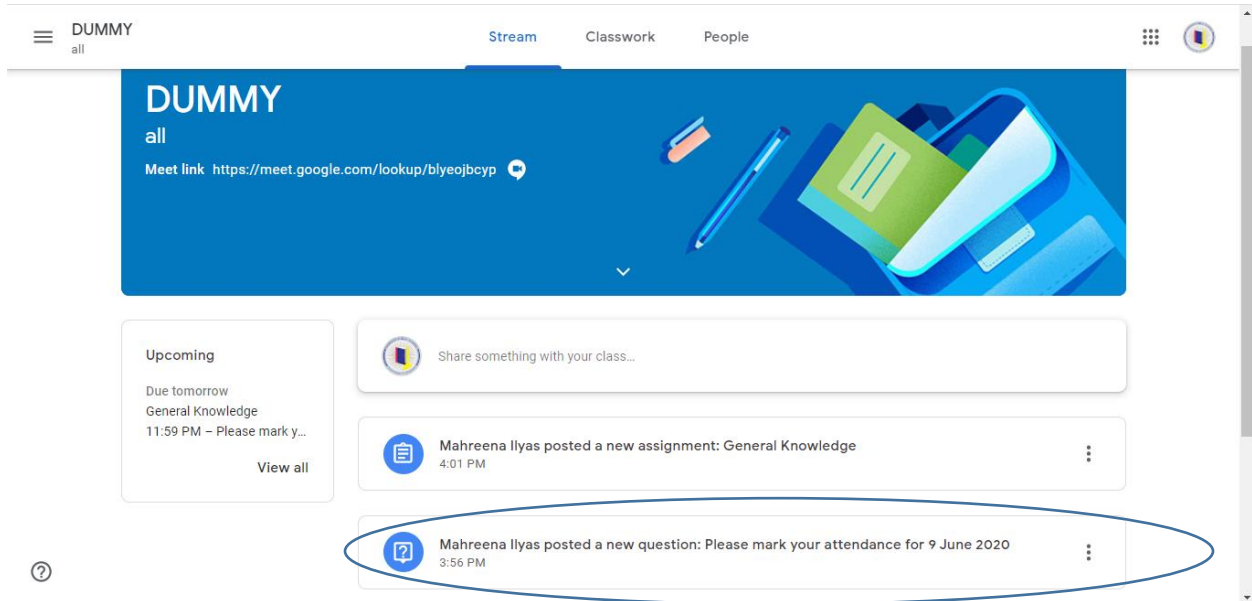 DUMMY
all
Stream
Classwork
People
DUMMY
all
Meet link https://meet.google.com/lookup/blyeojbcyp
Upcoming
Due tomorrow
General Knowledge
11:59 PM – Please mark y...
View all
Share something with your class...
Mahreena Ilyas posted a new assignment: General Knowledge
4:01 PM
Mahreena Ilyas posted a new question: Please mark your attendance for 9 June 2020
3:56 PM